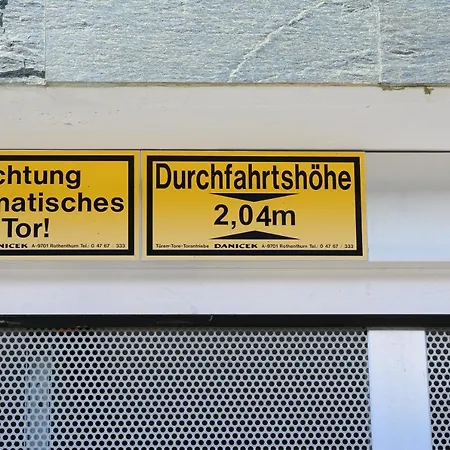 chtung
matisches
Tor!
NICEK A-9701 Rothenthurn Tel.: 0 47 67 333
Durchfahrtshöhe
2,04m
Türen-Tore-Torantriebe DANICEK A-9701 Rothenthurn Tel.: 0 47 67 / 333